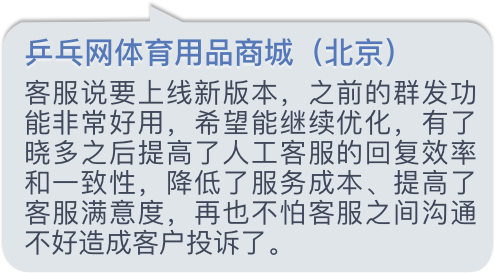 乒乓网体育用品商城（北京）
客服说要上线新版本，之前的群发功
能非常好用，希望能继续优化，有了
晓多之后提高了人工客服的回复效率
和一致性，降低了服务成本、提高了
客服满意度，再也不怕客服之间沟通
不好造成客户投诉了。